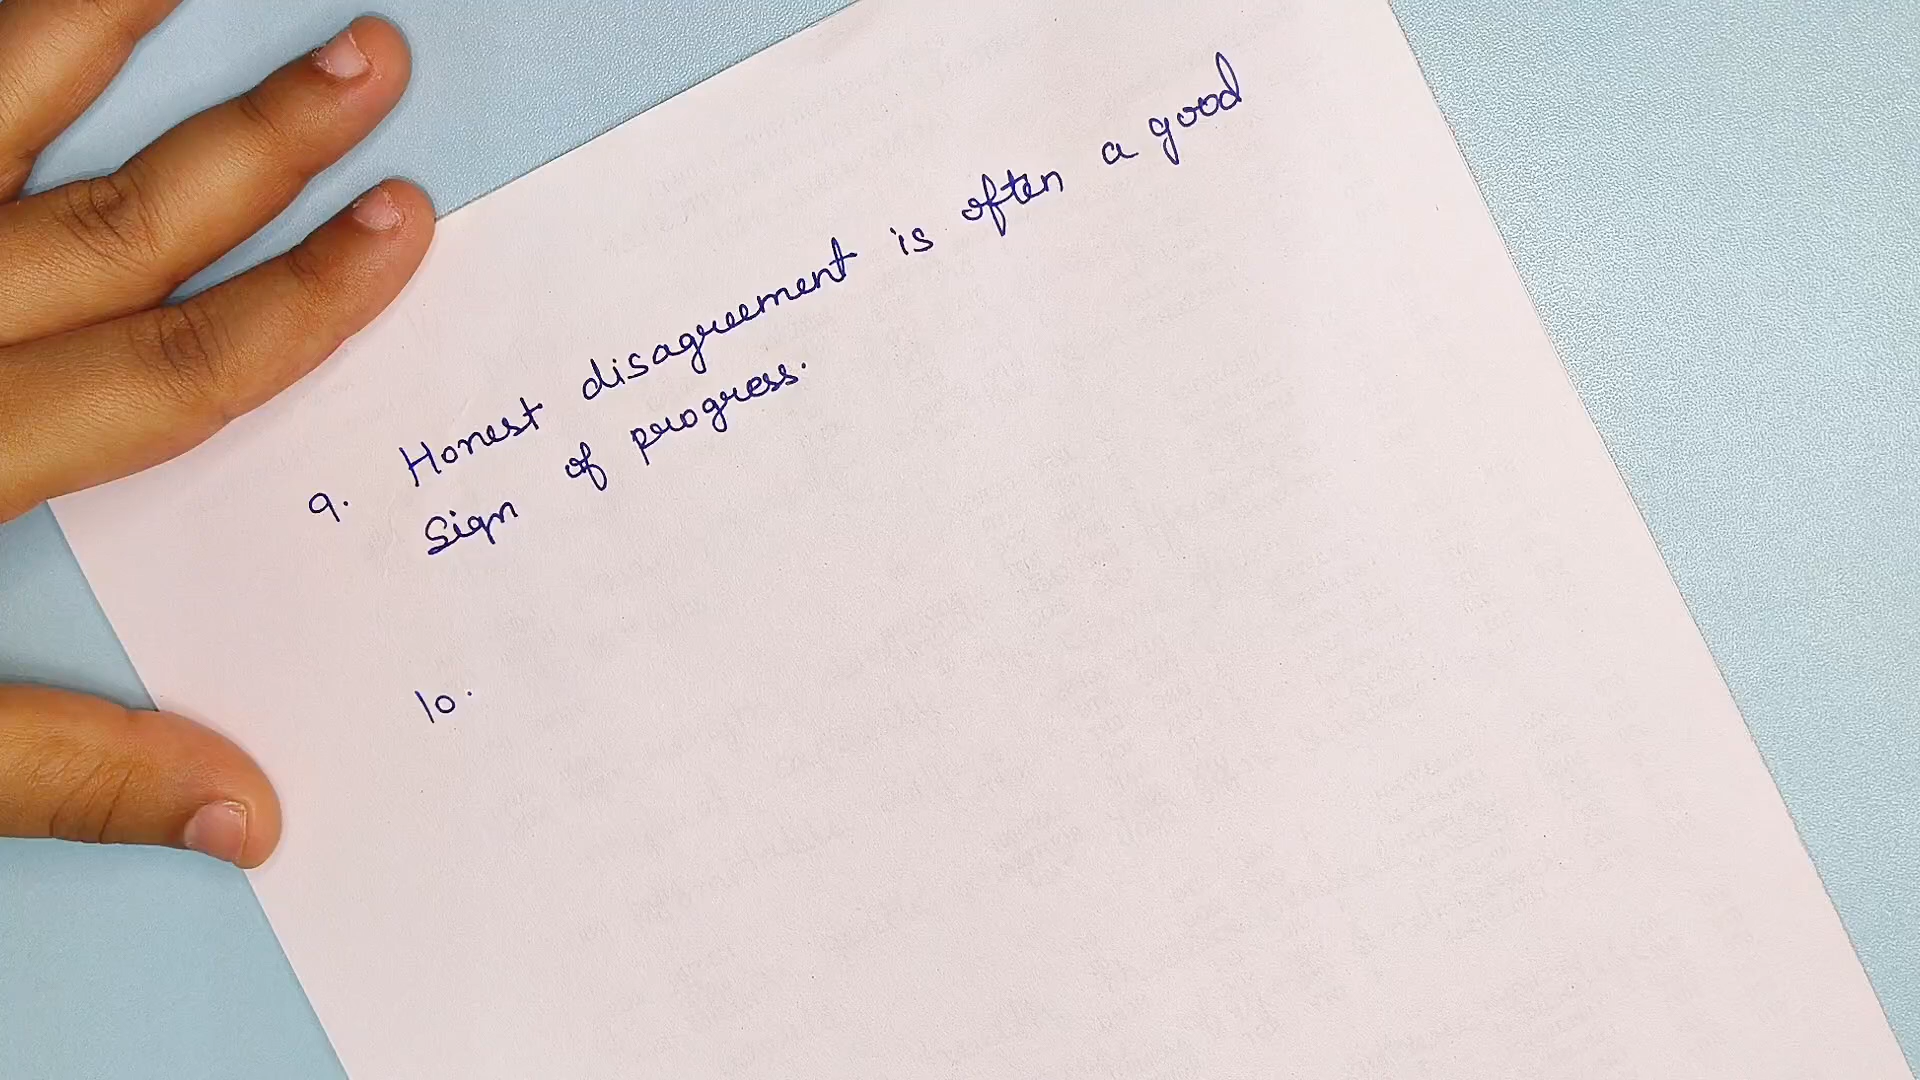 9. Honest disagreement is often a good
Sign of progress.
10.